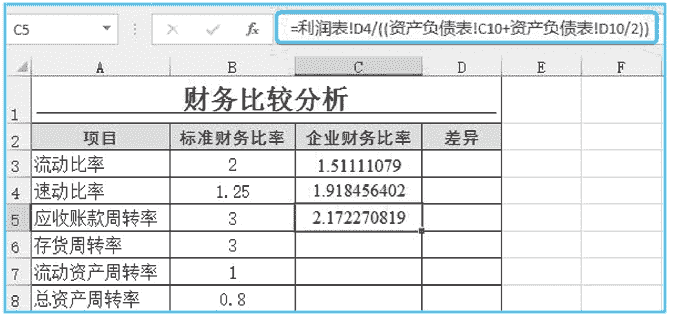 C5 fx =利润表!D4/((资产负债表!C10+资产负债表!D10/2))
A B C D E F
1 财务比较分析
2 项目 标准财务比率 企业财务比率 差异
3 流动比率 2 1.51111079
4 速动比率 1.25 1.918456402
5 应收账款周转率 3 2.172270819
6 存货周转率 3
7 流动资产周转率 1
8 总资产周转率 0.8